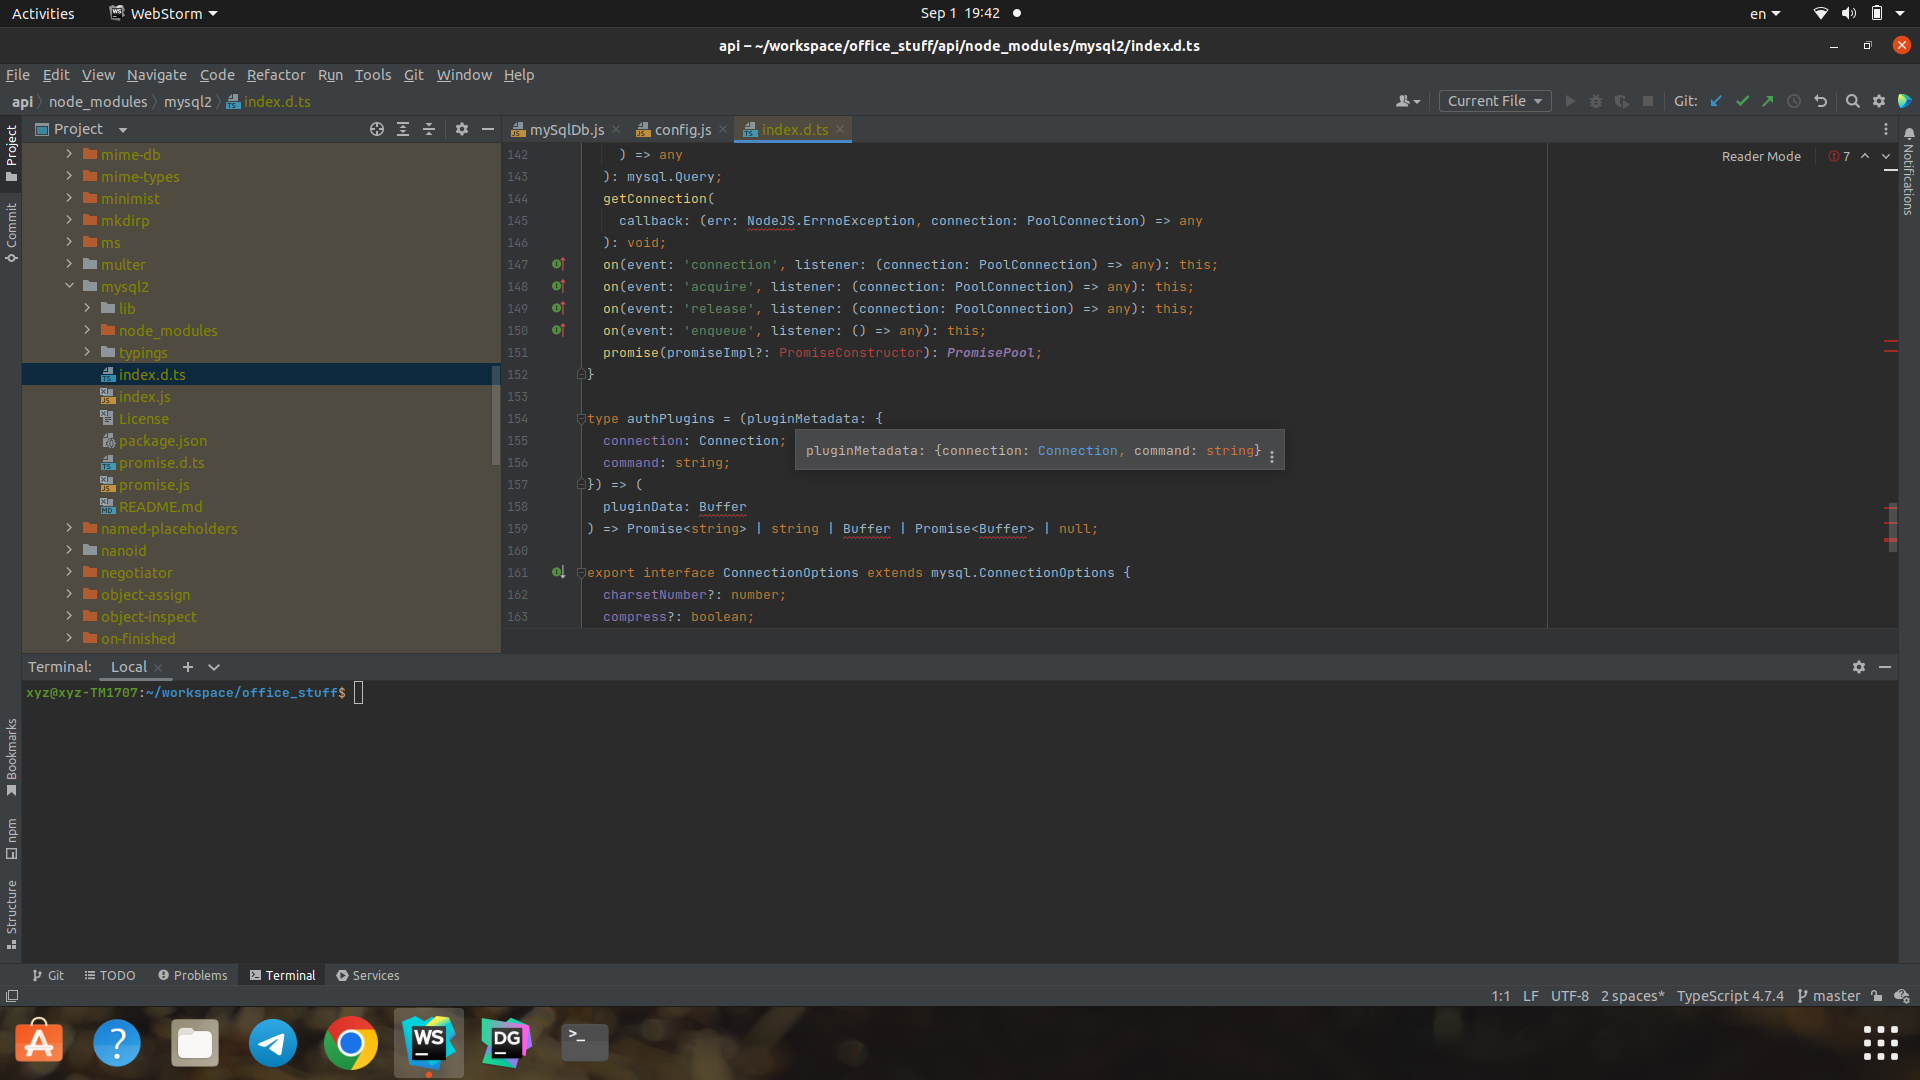 Activities
WebStorm
Sep 1 19:42
en
api – ~/workspace/office_stuff/api/node_modules/mysql2/index.d.ts
File Edit View Navigate Code Refactor Run Tools Git Window Help
api node_modules mysql2 index.d.ts
Current File
Git:
Project
mySqlDb.js
config.js
index.d.ts
Project
Commit
Bookmarks
npm
Structure
Notifications
mime-db
mime-types
minimist
mkdirp
ms
multer
mysql2
lib
node_modules
typings
index.d.ts
index.js
License
package.json
promise.d.ts
promise.js
README.md
named-placeholders
nanoid
negotiator
object-assign
object-inspect
on-finished
Reader Mode
7
142 ) => any
143 ): mysql.Query;
144 getConnection(
145 callback: (err: NodeJS.ErrnoException, connection: PoolConnection) => any
146 ): void;
147 on(event: 'connection', listener: (connection: PoolConnection) => any): this;
148 on(event: 'acquire', listener: (connection: PoolConnection) => any): this;
149 on(event: 'release', listener: (connection: PoolConnection) => any): this;
150 on(event: 'enqueue', listener: () => any): this;
151 promise(promiseImpl?: PromiseConstructor): PromisePool;
152 }
153
154 type authPlugins = (pluginMetadata: {
155 connection: Connection;
156 command: string;
pluginMetadata: {connection: Connection, command: string}
157 }) => (
158 pluginData: Buffer
159 ) => Promise<string> | string | Buffer | Promise<Buffer> | null;
160
161 export interface ConnectionOptions extends mysql.ConnectionOptions {
162 charsetNumber?: number;
163 compress?: boolean;
Terminal: Local
xyz@xyz-TM1707:~/workspace/office_stuff$
Git TODO Problems Terminal Services
1:1 LF UTF-8 2 spaces* TypeScript 4.7.4 master
WS
DG
>_